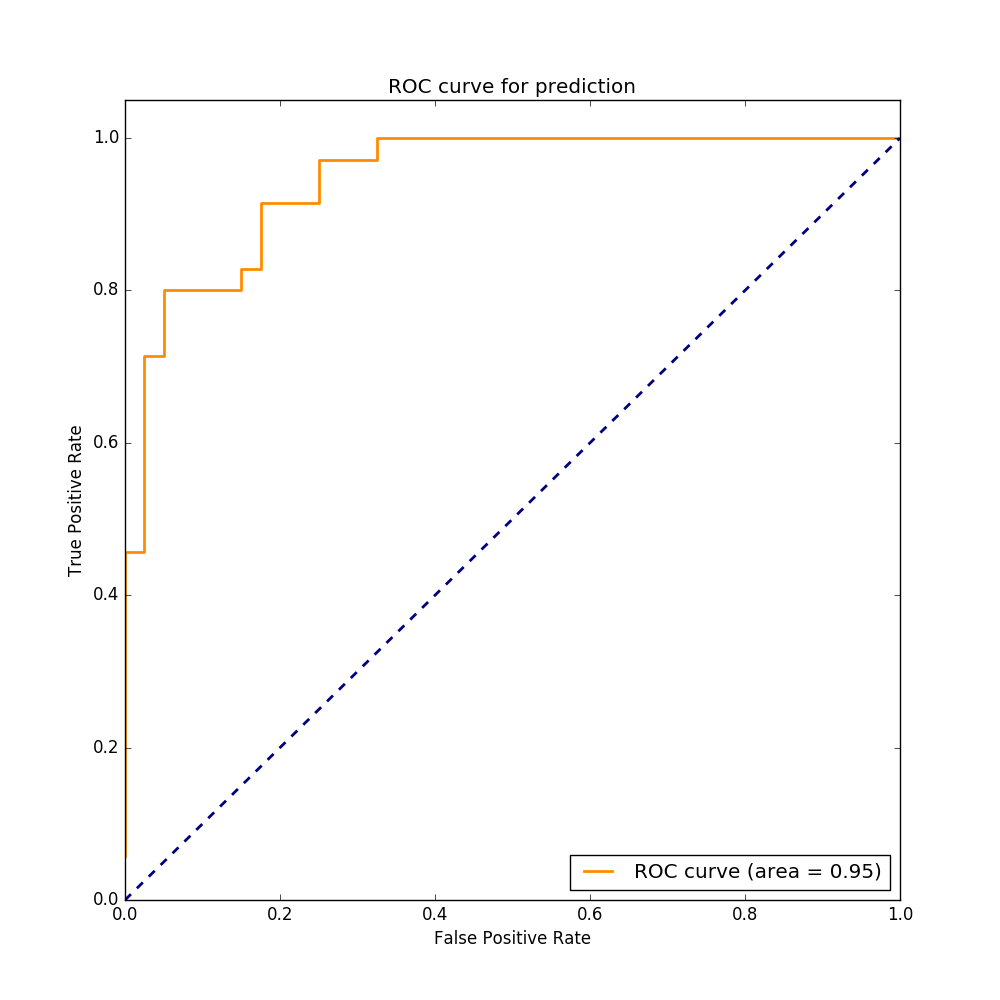 ROC curve for prediction
1.0
0.8
0.6
0.4
0.2
0.0
True Positive Rate
ROC curve (area = 0.95)
0.0 0.2 0.4 0.6 0.8 1.0
False Positive Rate